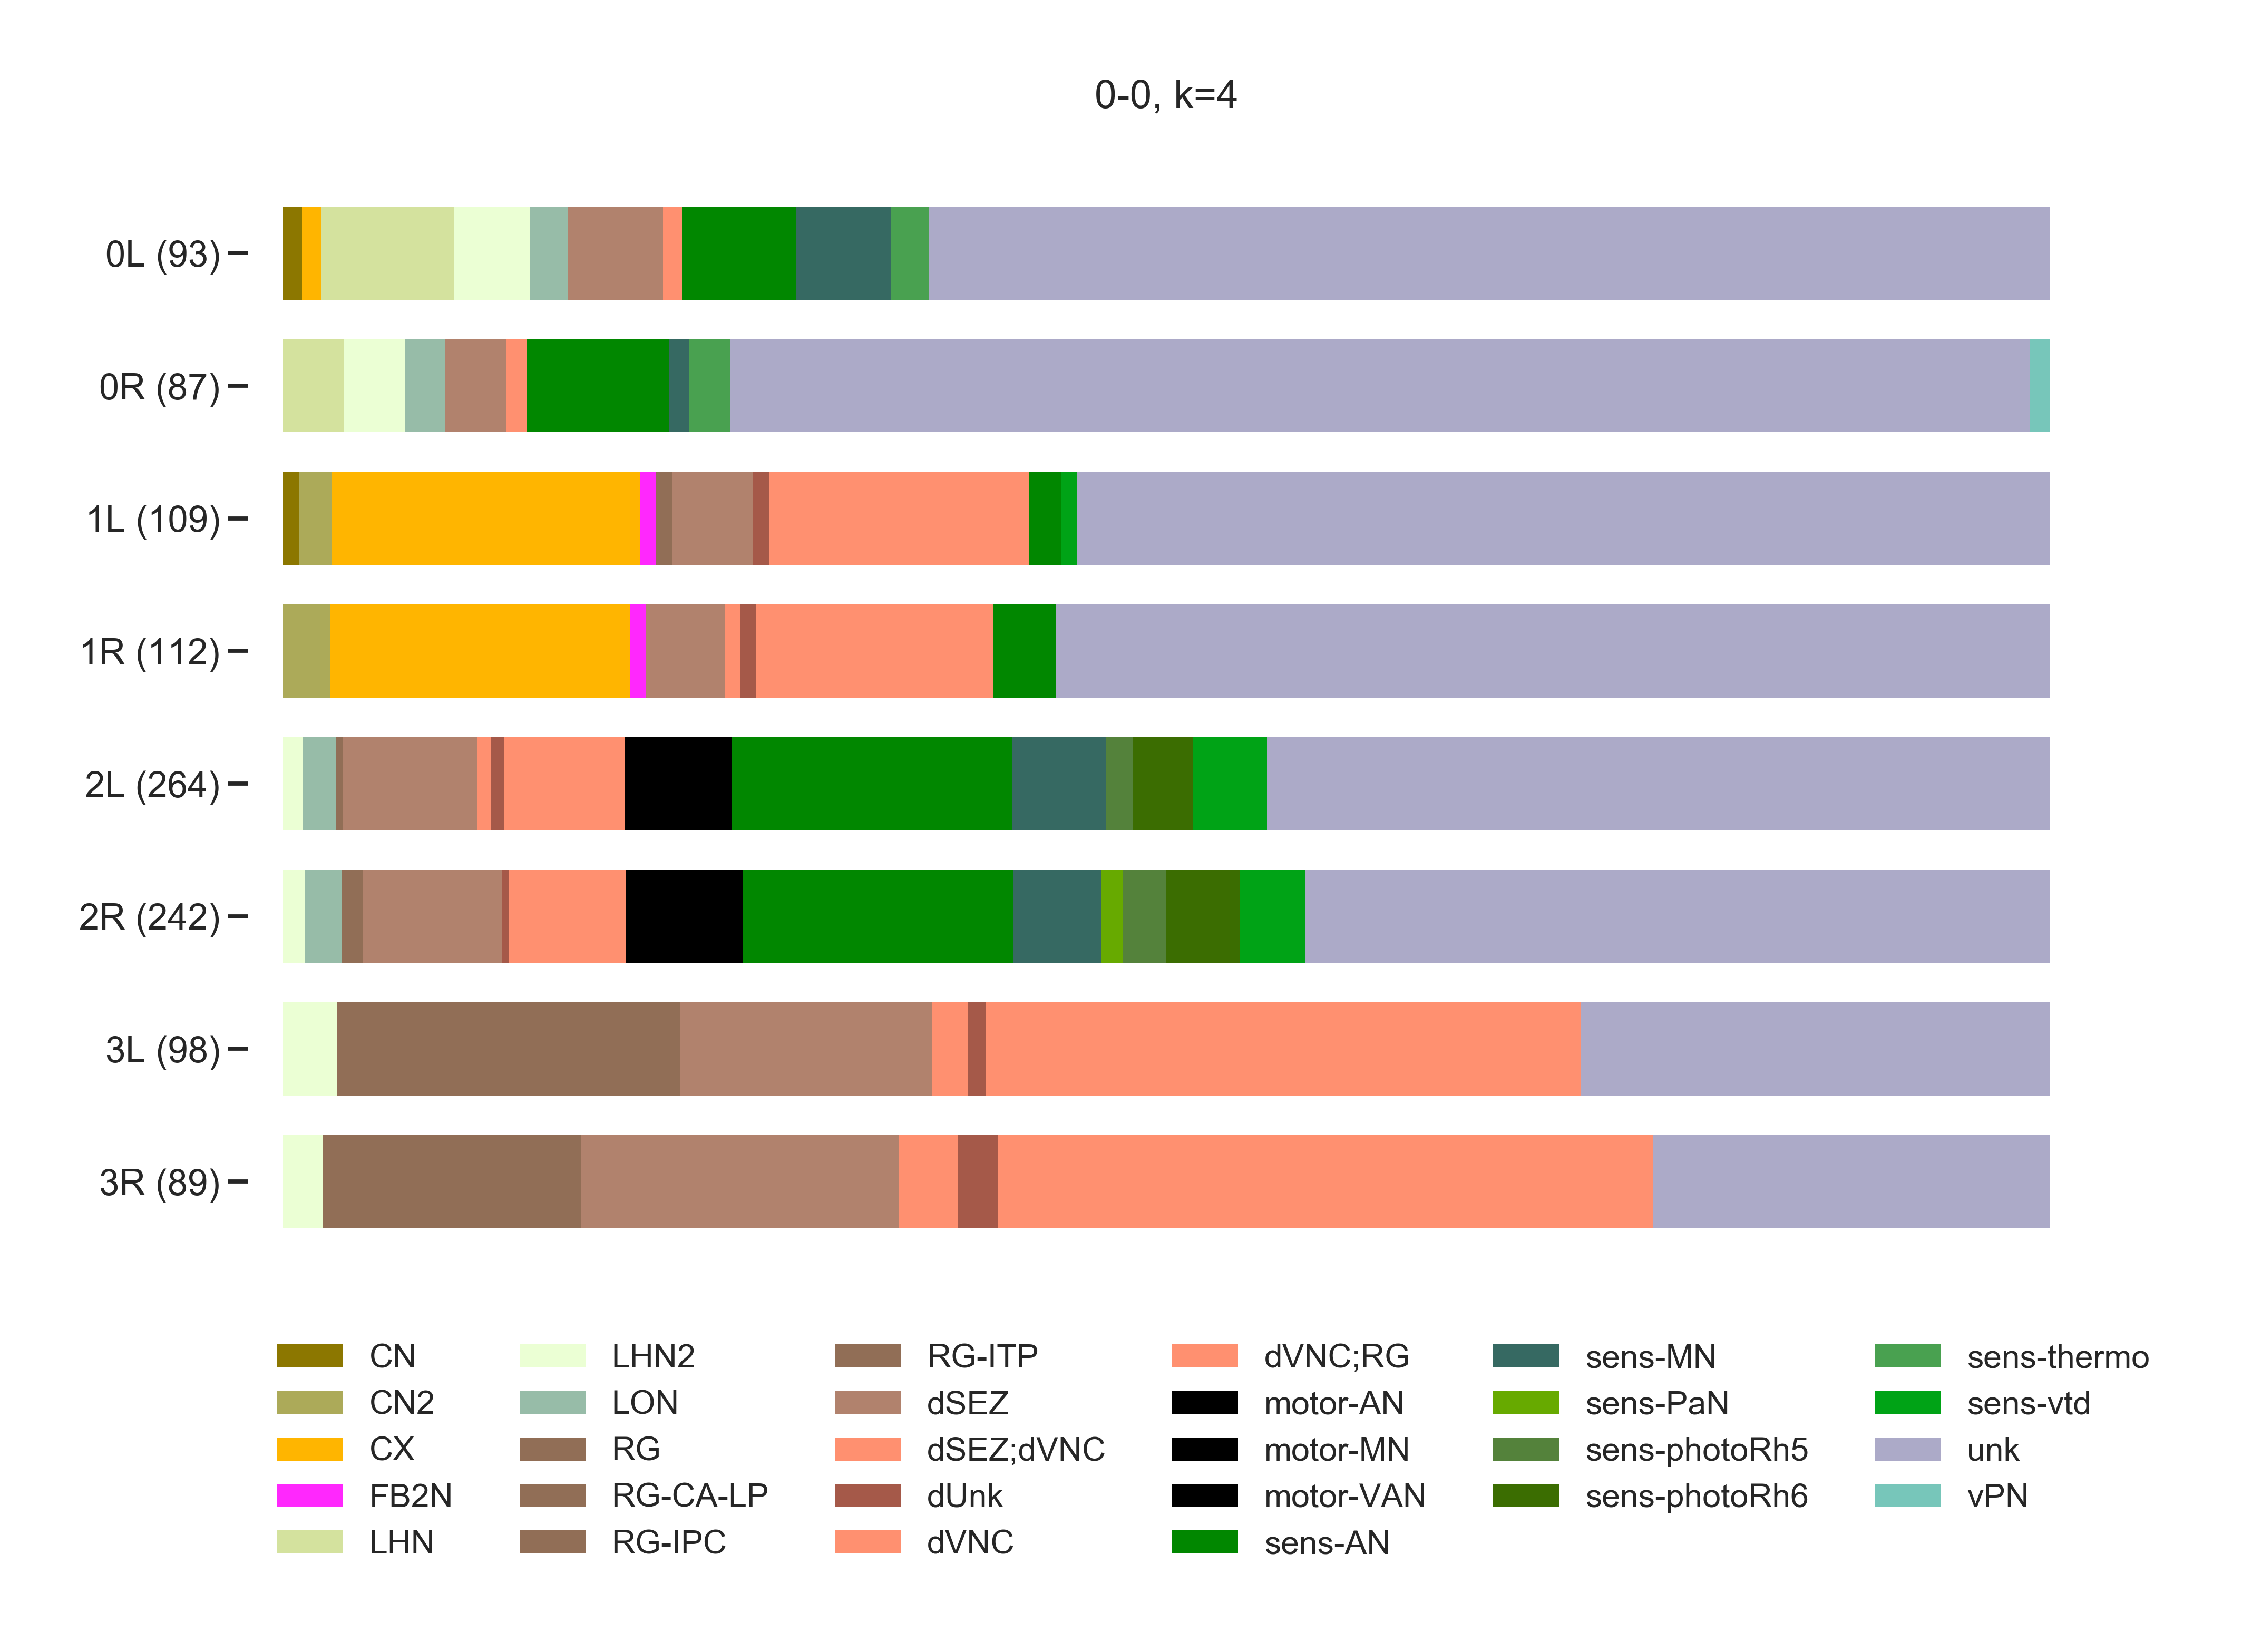 0-0, k=4
0L (93)
0R (87)
1L (109)
1R (112)
2L (264)
2R (242)
3L (98)
3R (89)
CN LHN2 RG-ITP dVNC;RG sens-MN sens-thermo
CN2 LON dSEZ motor-AN sens-PaN sens-vtd
CX RG dSEZ;dVNC motor-MN sens-photoRh5 unk
FB2N RG-CA-LP dUnk motor-VAN sens-photoRh6 vPN
LHN RG-IPC dVNC sens-AN